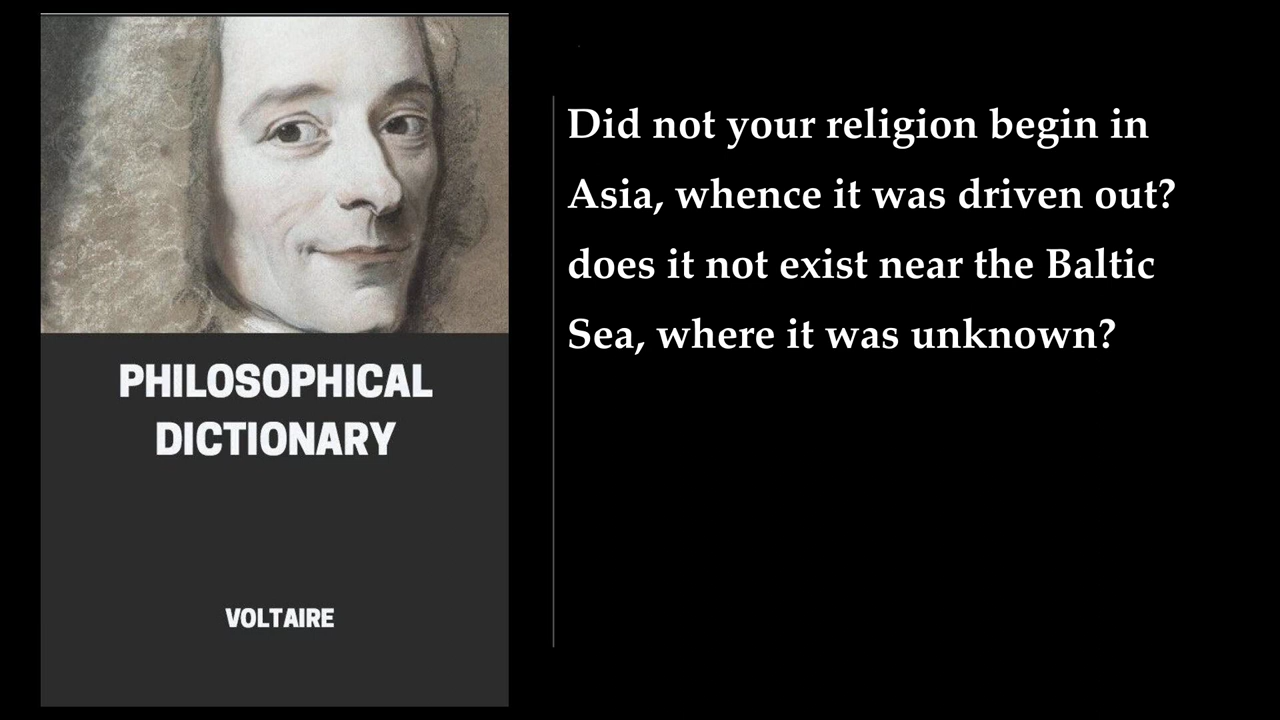 PHILOSOPHICAL
DICTIONARY
VOLTAIRE
Did not your religion begin in
Asia, whence it was driven out?
does it not exist near the Baltic
Sea, where it was unknown?